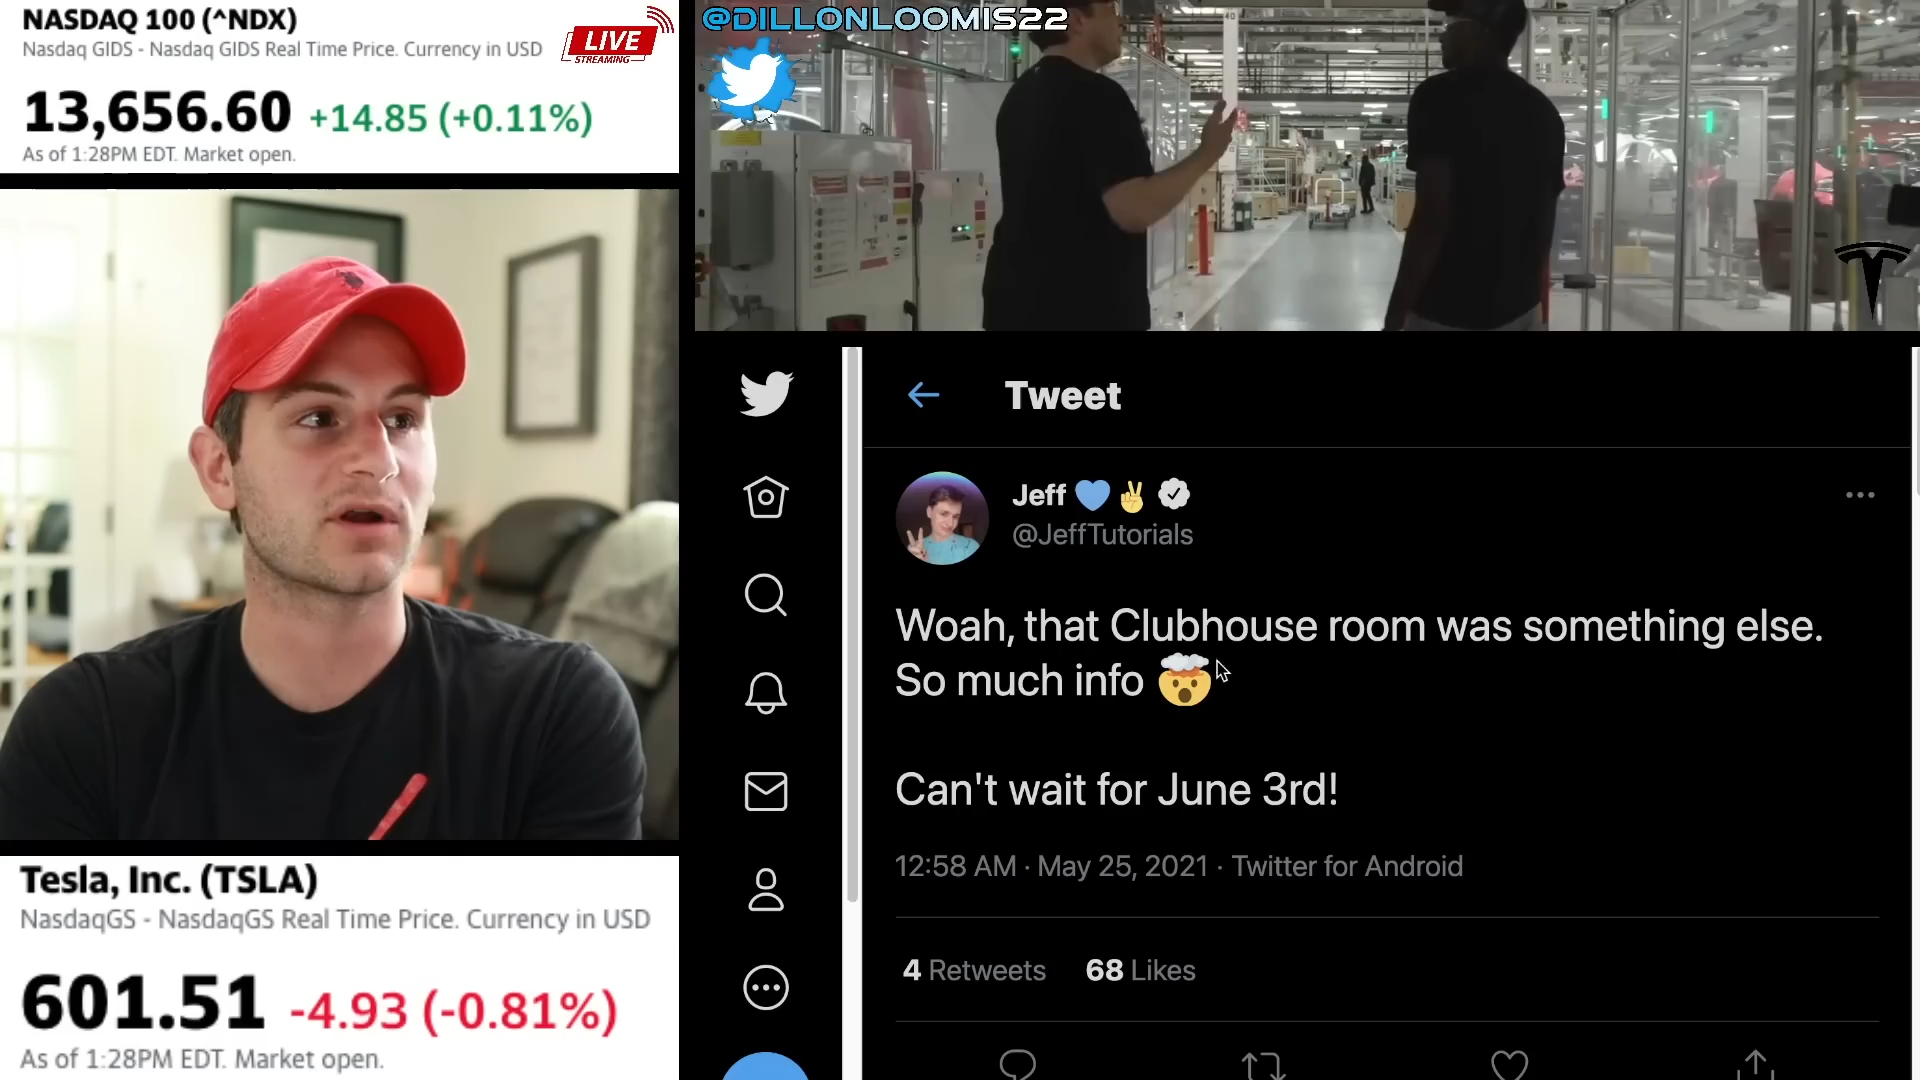 NASDAQ 100 (^NDX)
Nasdaq GIDS - Nasdaq GIDS Real Time Price. Currency in USD
LIVE
STREAMING
13,656.60 +14.85 (+0.11%)
As of 1:28PM EDT. Market open.
@DILLONLOOMIS22
Tweet
Jeff 💙✌️
@JeffTutorials
Woah, that Clubhouse room was something else.
So much info 🤯
Can't wait for June 3rd!
12:58 AM · May 25, 2021 · Twitter for Android
4 Retweets 68 Likes
Tesla, Inc. (TSLA)
NasdaqGS - NasdaqGS Real Time Price. Currency in USD
601.51 -4.93 (-0.81%)
As of 1:28PM EDT. Market open.